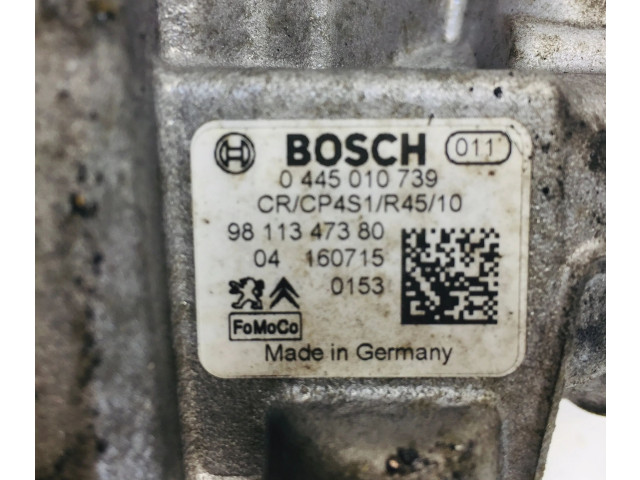 BOSCH 011
0 445 010 739
CR/CP4S1/R45/10
98 113 473 80
04 160715
0153
FoMoCo
Made in Germany